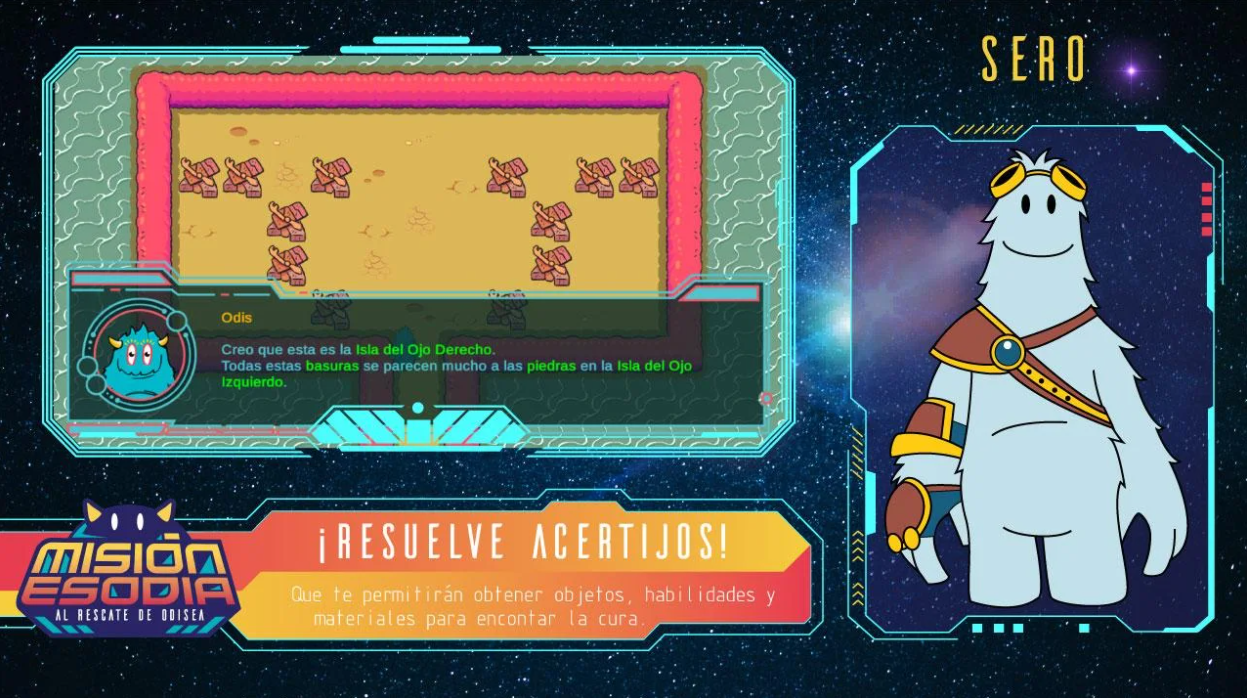 SERO
Odis
Creo que esta es la Isla del Ojo Derecho.
Todas estas basuras se parecen mucho a las piedras en la Isla del Ojo
Izquierdo.
¡RESUELVE ACERTIJOS!
Que te permitirán obtener objetos, habilidades y
materiales para encontar la cura.
MISIÓN
ESODIA
AL RESCATE DE ODISEA